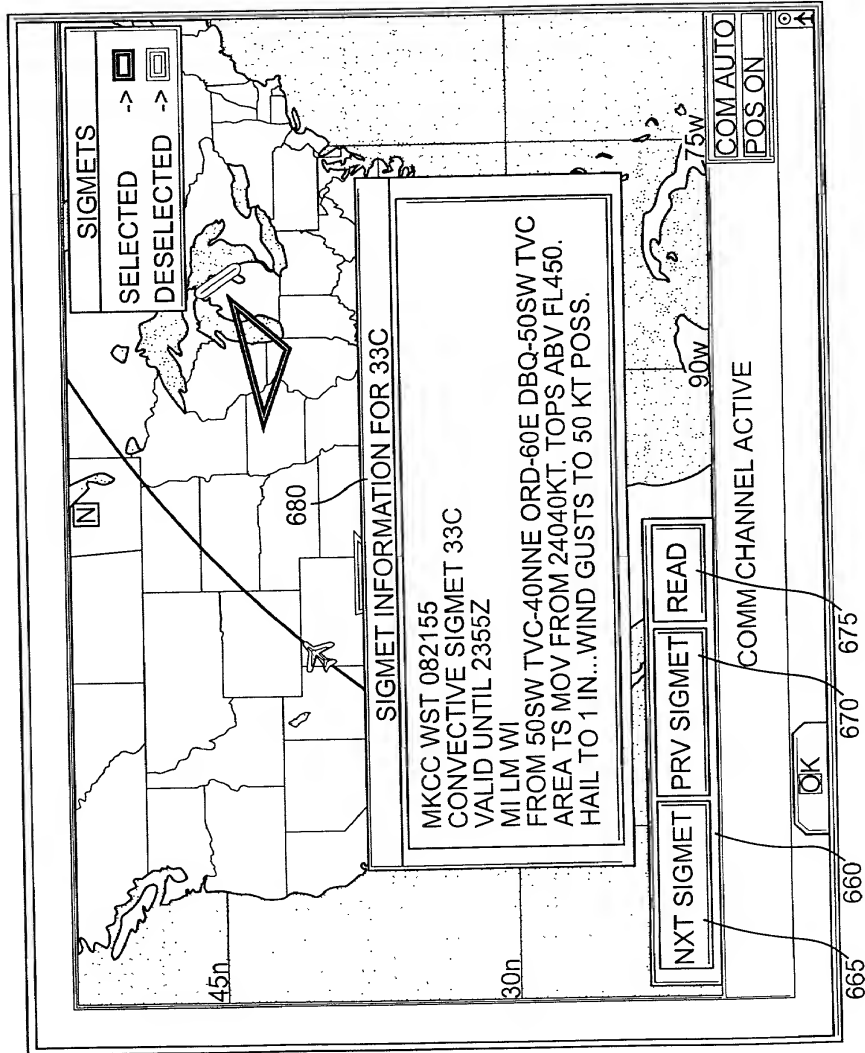 N
SIGMETS
SELECTED ->
DESELECTED ->
45n
680
SIGMET INFORMATION FOR 33C
MKCC WST 082155
CONVECTIVE SIGMET 33C
VALID UNTIL 2355Z
MI LM WI
FROM 50SW TVC-40NNE ORD-60E DBQ-50SW TVC
AREA TS MOV FROM 24040KT. TOPS ABV FL450.
HAIL TO 1 IN...WIND GUSTS TO 50 KT POSS.
30n
90w
75w
NXT SIGMET
PRV SIGMET
READ
COMM CHANNEL ACTIVE
COM AUTO
POS ON
OK
665
660
670
675